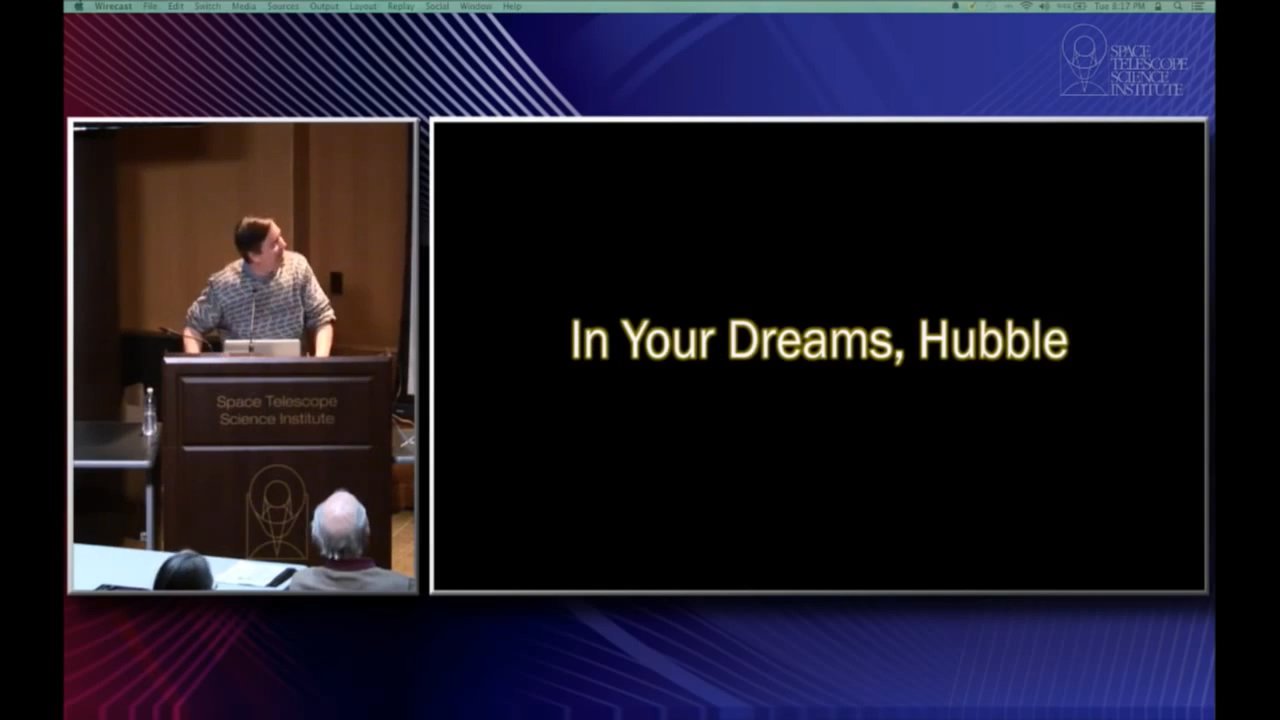 Wirecast File Edit Switch Media Sources Output Layout Replay Social Window Help Tue 8:17 PM
SPACE
TELESCOPE
SCIENCE
INSTITUTE
In Your Dreams, Hubble
Space Telescope
Science Institute